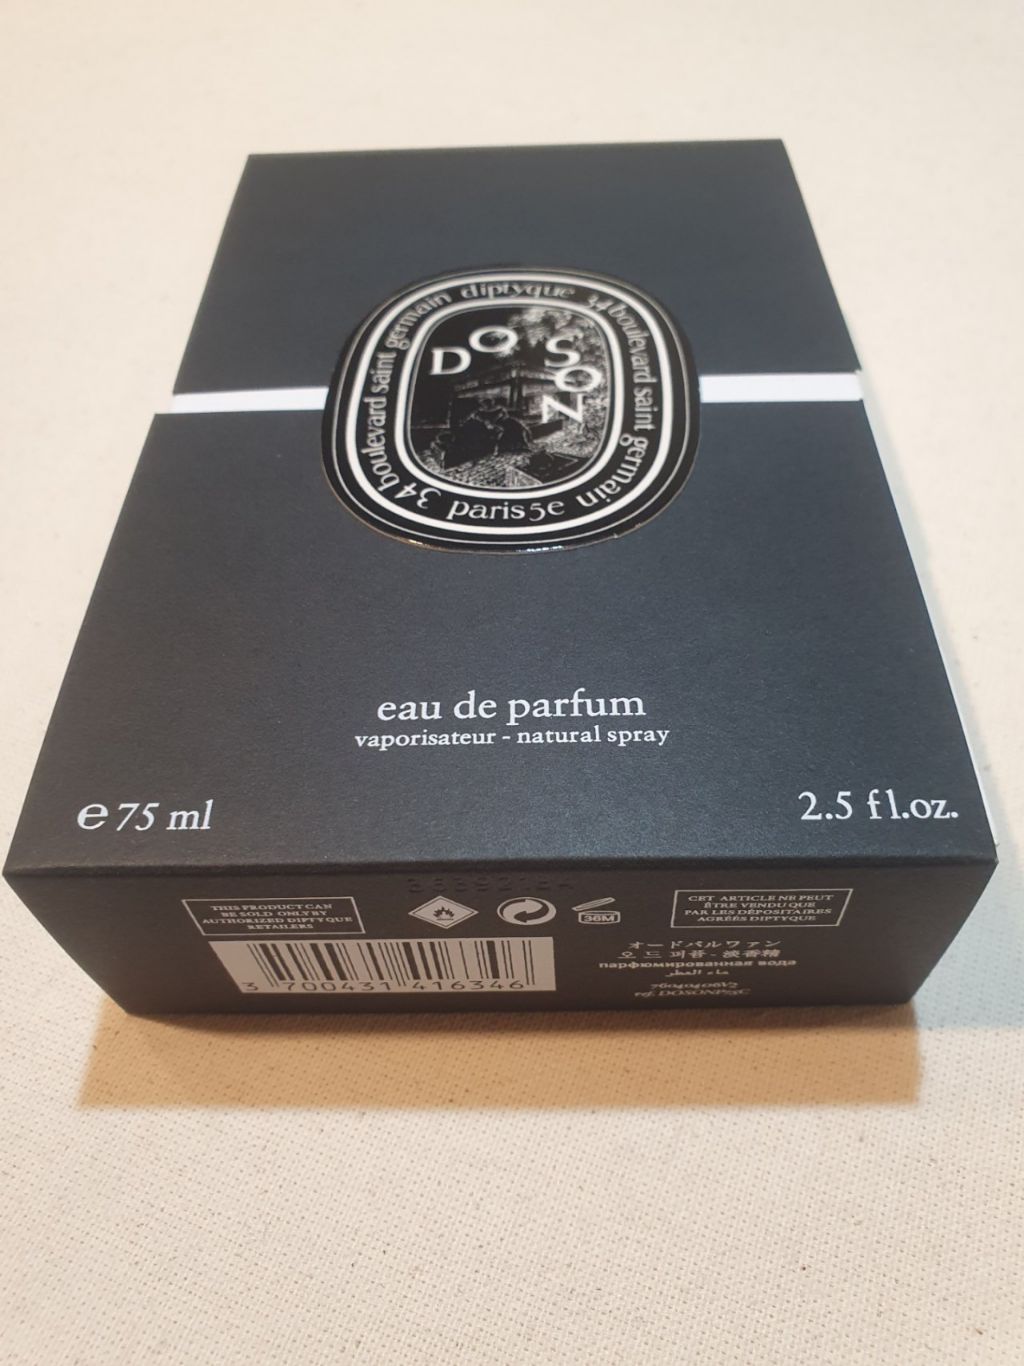 34 boulevard saint germain diptyque 34 boulevard saint germain
paris 5e
DO SON
eau de parfum
vaporisateur - natural spray
e 75 ml
2.5 fl.oz.
THIS PRODUCT CAN
BE SOLD ONLY BY
AUTHORIZED DIPTYQUE
RETAILERS
36M
CET ARTICLE NE PEUT
ÊTRE VENDU QUE
PAR LES DÉPOSITAIRES
AGRÉÉS DIPTYQUE
3 700431 416346
オードパルファン
오 드 퍼퓸 - 淡香精
парфюмированная вода
ماء العطر